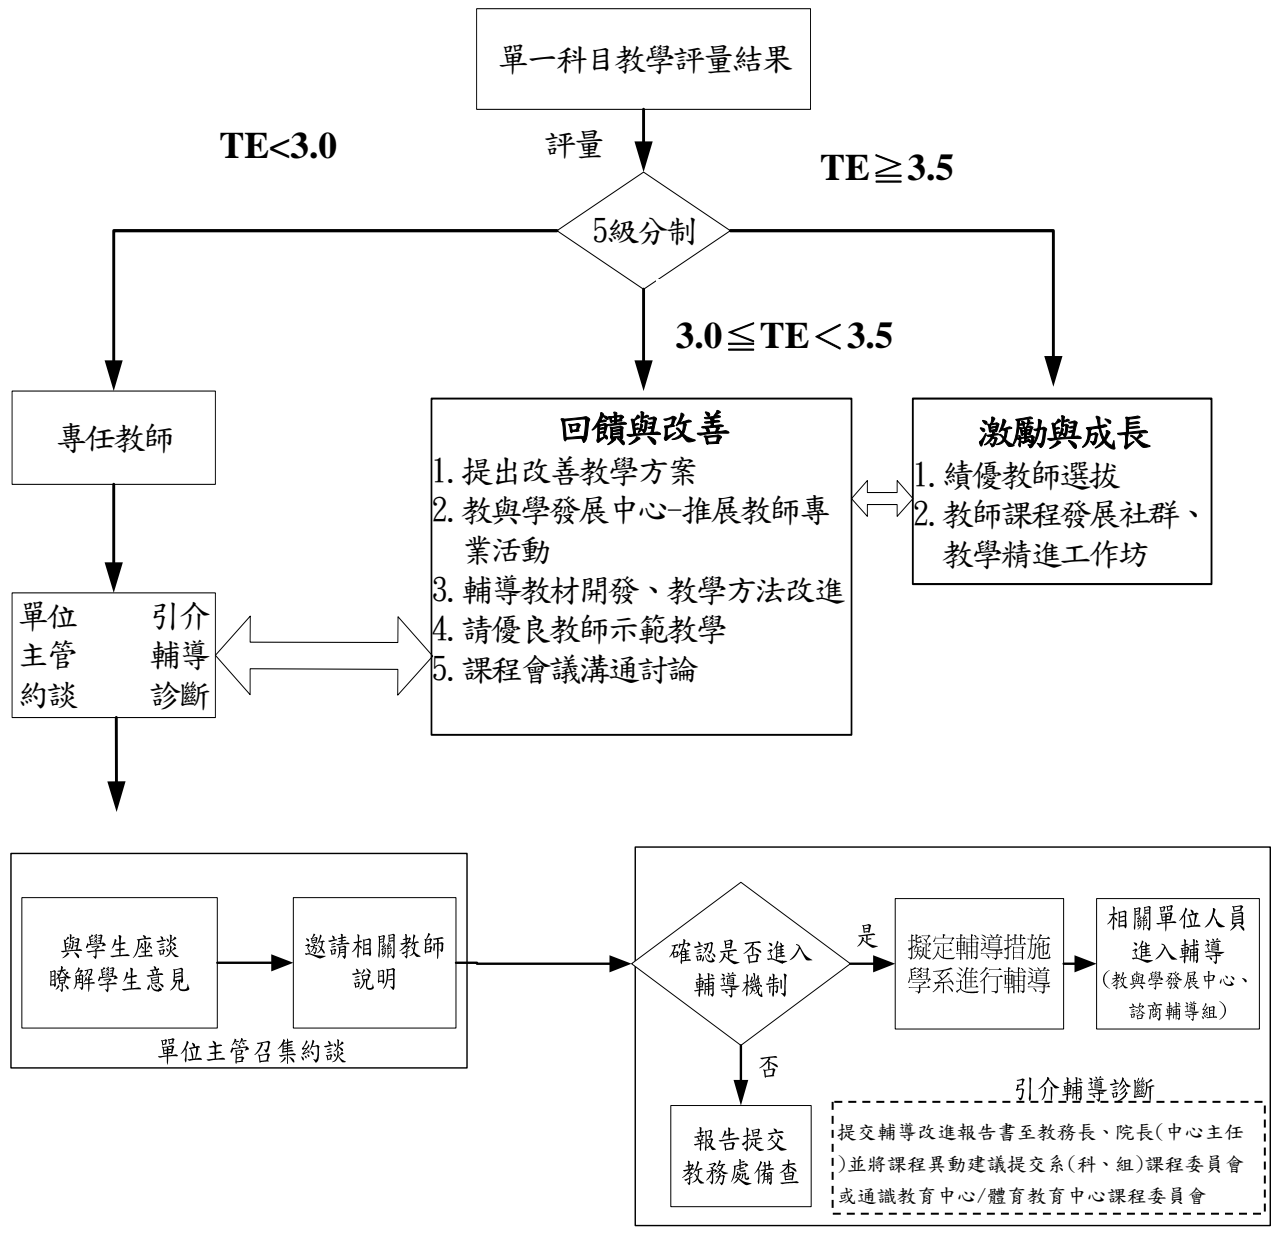 單一科目教學評量結果
TE<3.0
評量
TE≧3.5
5級分制
3.0≦TE＜3.5
專任教師
回饋與改善
1. 提出改善教學方案
2. 教與學發展中心-推展教師專
業活動
3. 輔導教材開發、教學方法改進
4. 請優良教師示範教學
5. 課程會議溝通討論
激勵與成長
1. 績優教師選拔
2. 教師課程發展社群、
教學精進工作坊
單位 引介
主管 輔導
約談 診斷
與學生座談
瞭解學生意見
邀請相關教師
說明
單位主管召集約談
確認是否進入
輔導機制
是
擬定輔導措施
學系進行輔導
相關單位人員
進入輔導
(教與學發展中心、
諮商輔導組)
否
報告提交
教務處備查
引介輔導診斷
提交輔導改進報告書至教務長、院長(中心主任
)並將課程異動建議提交系(科、組)課程委員會
或通識教育中心/體育教育中心課程委員會